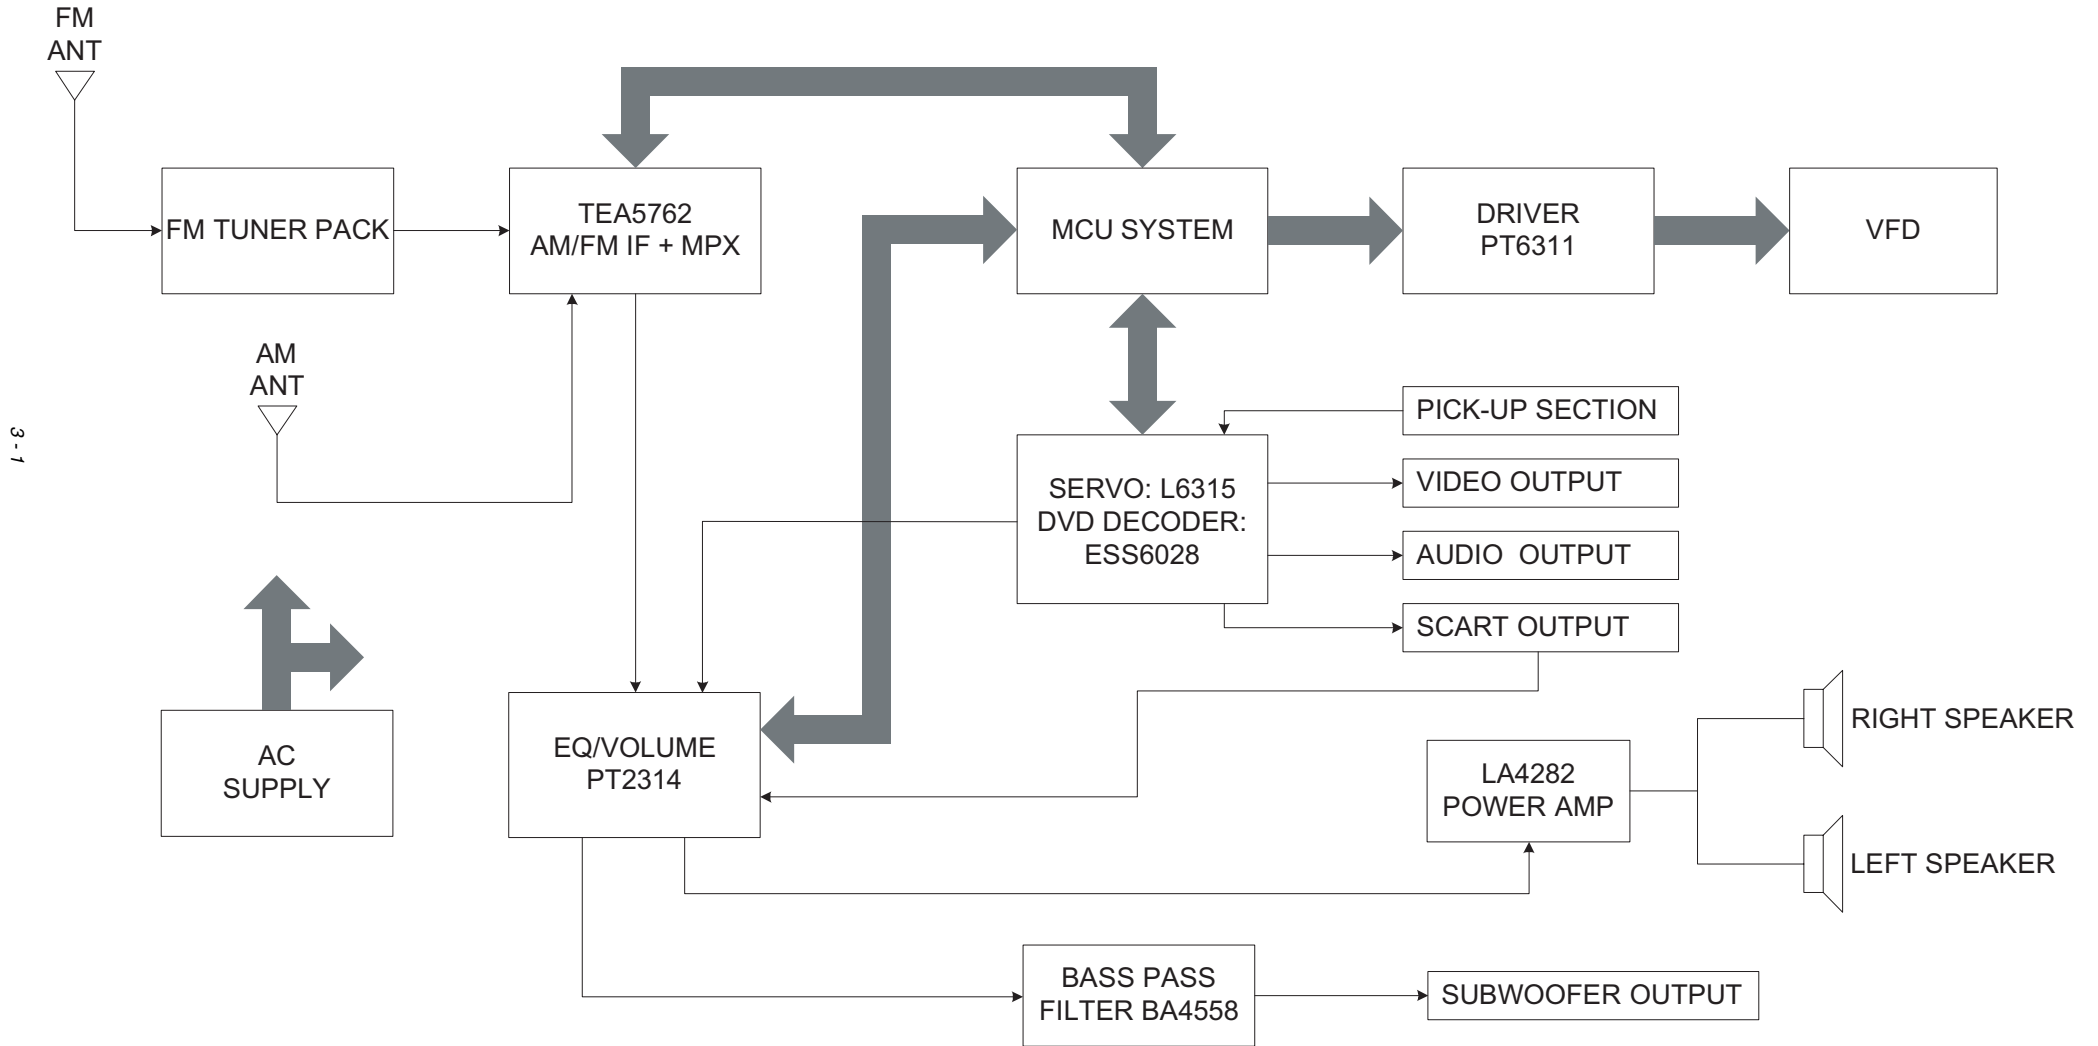 FM
ANT
FM TUNER PACK
TEA5762
AM/FM IF + MPX
MCU SYSTEM
DRIVER
PT6311
VFD
AM
ANT
3 - 1
PICK-UP SECTION
SERVO: L6315
DVD DECODER:
ESS6028
VIDEO OUTPUT
AUDIO  OUTPUT
SCART OUTPUT
AC
SUPPLY
EQ/VOLUME
PT2314
LA4282
POWER AMP
RIGHT SPEAKER
LEFT SPEAKER
BASS PASS
FILTER BA4558
SUBWOOFER OUTPUT